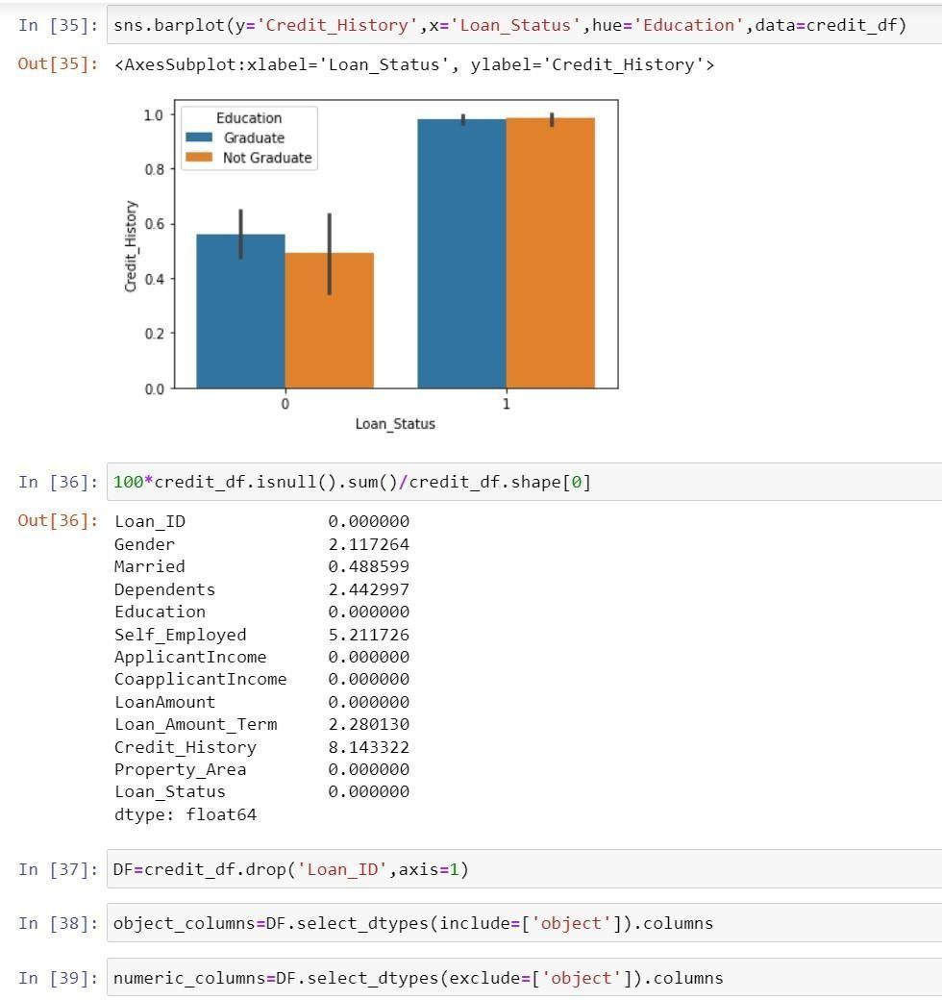 In [35]: sns.barplot(y='Credit_History',x='Loan_Status',hue='Education',data=credit_df)
Out[35]: <AxesSubplot:xlabel='Loan_Status', ylabel='Credit_History'>
Education
Graduate
Not Graduate
1.0
0.8
0.6
0.4
0.2
0.0
Credit_History
0 1
Loan_Status
In [36]: 100*credit_df.isnull().sum()/credit_df.shape[0]
Out[36]: Loan_ID 0.000000
Gender 2.117264
Married 0.488599
Dependents 2.442997
Education 0.000000
Self_Employed 5.211726
ApplicantIncome 0.000000
CoapplicantIncome 0.000000
LoanAmount 0.000000
Loan_Amount_Term 2.280130
Credit_History 8.143322
Property_Area 0.000000
Loan_Status 0.000000
dtype: float64
In [37]: DF=credit_df.drop('Loan_ID',axis=1)
In [38]: object_columns=DF.select_dtypes(include=['object']).columns
In [39]: numeric_columns=DF.select_dtypes(exclude=['object']).columns